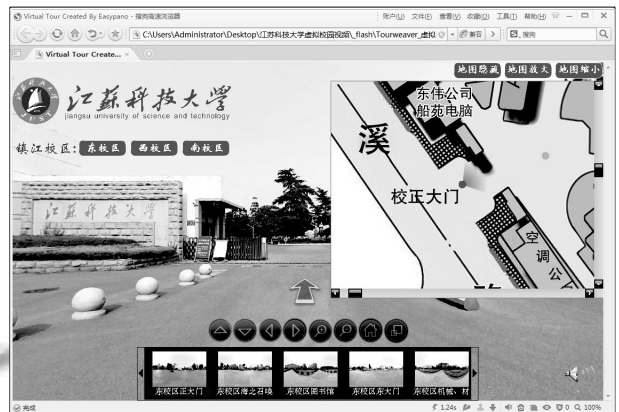 Virtual Tour Created By Easypano - 搜狗高速浏览器
账户(U) 文件(F) 查看(V) 收藏(O) 工具(T) 帮助(H)
C:\Users\Administrator\Desktop\江苏科技大学虚拟校园视频\_flash\Tourweaver_虚拟
兼容
搜狗
Virtual Tour Create...
地图隐藏 地图放大 地图缩小
江苏科技大学
jiangsu university of science and technology
JUST
镇江校区: 东校区 西校区 南校区
东伟公司
船苑电脑
溪
校正大门
空调公
江苏科技大学
东校区正大门 东校区海之召唤 东校区图书馆 东校区东大门 东校区机械、材
完成
1.24s 0 100%